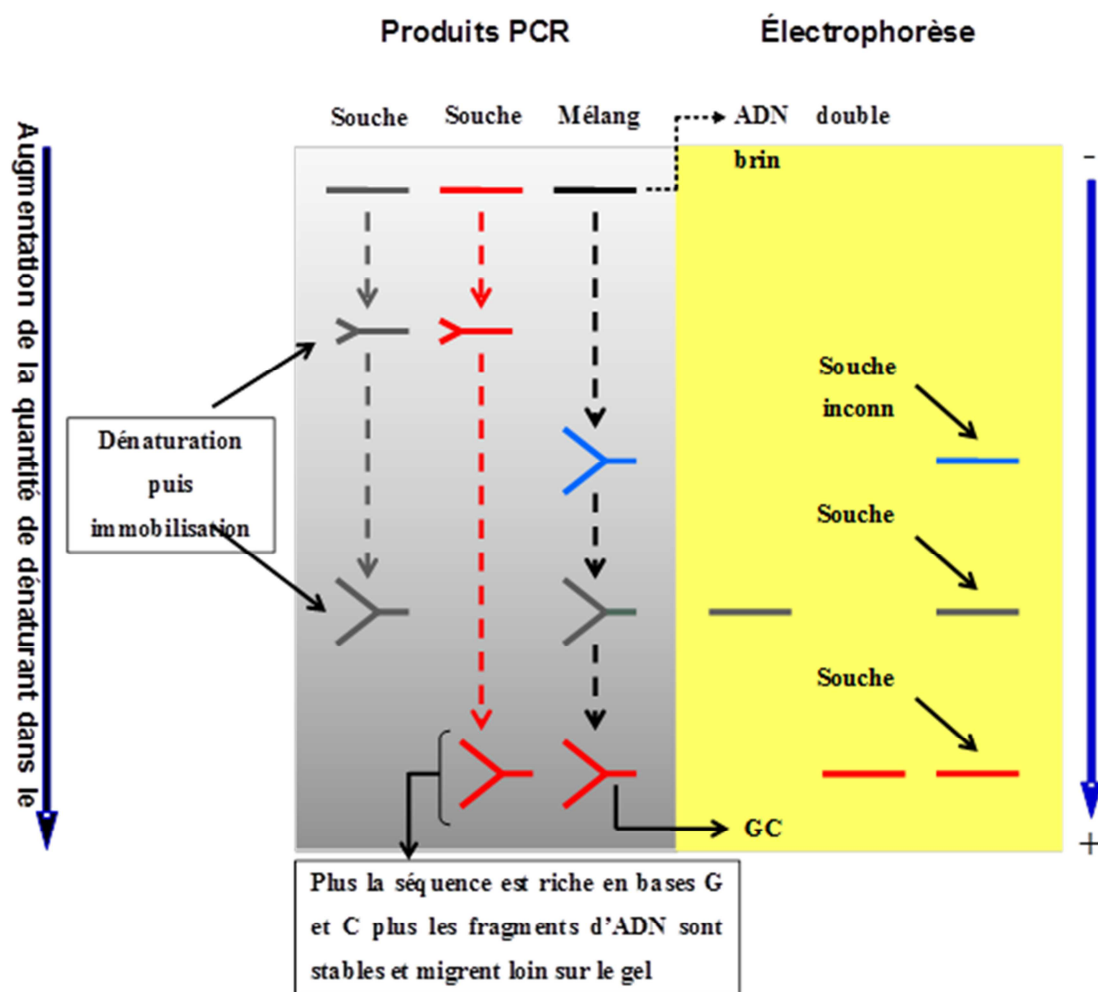 Produits PCR
Électrophorèse
Souche
Souche
Mélang
ADN double
brin
-
Augmentation de la quantité de dénaturant dans le
Souche
inconn
Dénaturation
puis
immobilisation
Souche
Souche
GC
+
Plus la séquence est riche en bases G
et C plus les fragments d'ADN sont
stables et migrent loin sur le gel